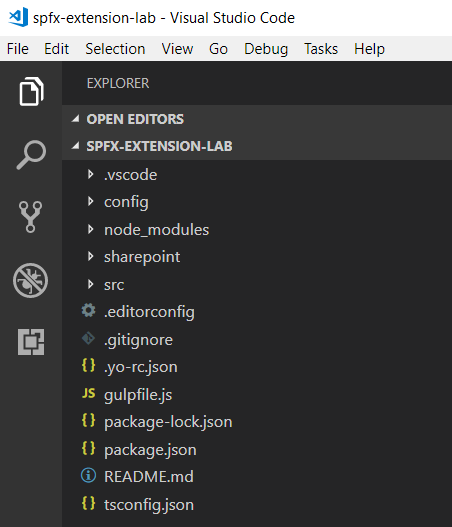 spfx-extension-lab - Visual Studio Code
File Edit Selection View Go Debug Tasks Help
EXPLORER
OPEN EDITORS
SPFX-EXTENSION-LAB
.vscode
config
node_modules
sharepoint
src
.editorconfig
.gitignore
{} .yo-rc.json
JS gulpfile.js
{} package-lock.json
{} package.json
README.md
{} tsconfig.json